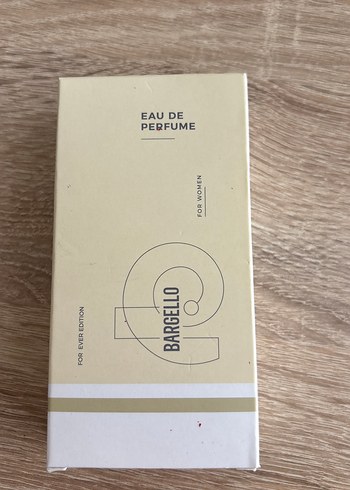 EAU DE
PERFUME
FOR WOMEN
BARGELLO
FOR EVER EDITION